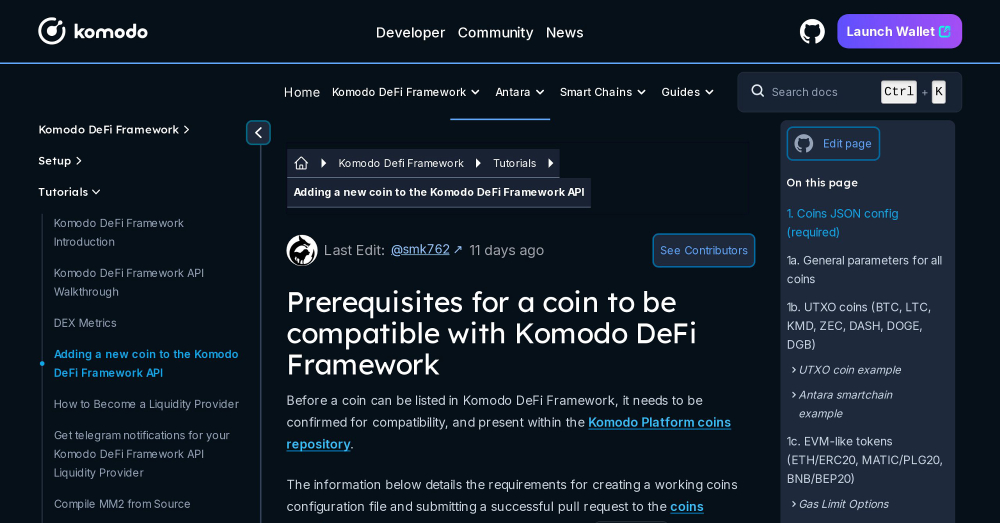 komodo
Developer Community News
Launch Wallet
Home Komodo DeFi Framework Antara Smart Chains Guides
Search docs Ctrl + K
Komodo DeFi Framework
Setup
Tutorials
Komodo DeFi Framework
Introduction
Komodo DeFi Framework API
Walkthrough
DEX Metrics
Adding a new coin to the Komodo
DeFi Framework API
How to Become a Liquidity Provider
Get telegram notifications for your
Komodo DeFi Framework API
Liquidity Provider
Compile MM2 from Source
Komodo Defi Framework Tutorials
Adding a new coin to the Komodo DeFi Framework API
Last Edit: @smk762 ↗ 11 days ago
See Contributors
Prerequisites for a coin to be
compatible with Komodo DeFi
Framework
Before a coin can be listed in Komodo DeFi Framework, it needs to be
confirmed for compatibility, and present within the Komodo Platform coins
repository.
The information below details the requirements for creating a working coins
configuration file and submitting a successful pull request to the coins
Edit page
On this page
1. Coins JSON config
(required)
1a. General parameters for all
coins
1b. UTXO coins (BTC, LTC,
KMD, ZEC, DASH, DOGE,
DGB)
UTXO coin example
Antara smartchain
example
1c. EVM-like tokens
(ETH/ERC20, MATIC/PLG20,
BNB/BEP20)
Gas Limit Options